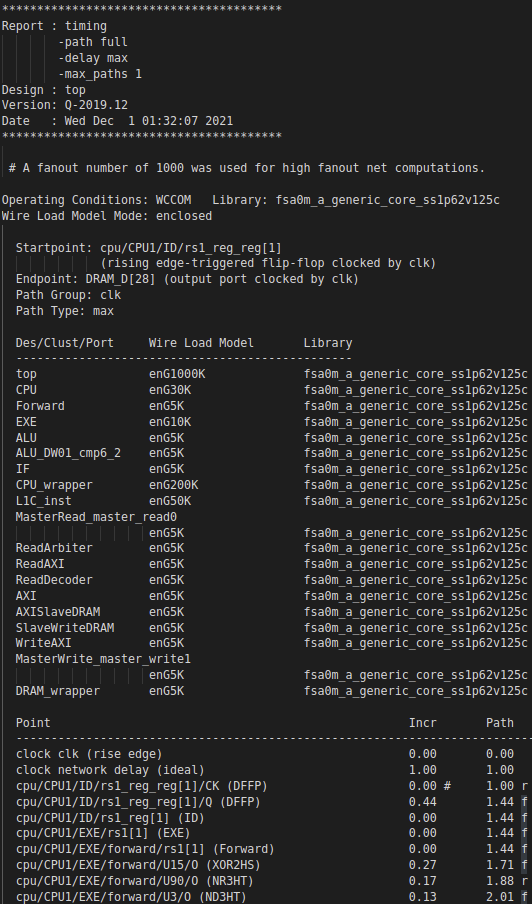 ****************************************
Report : timing
        -path full
        -delay max
        -max_paths 1
Design : top
Version: Q-2019.12
Date   : Wed Dec  1 01:32:07 2021
****************************************
# A fanout number of 1000 was used for high fanout net computations.
Operating Conditions: WCCOM   Library: fsa0m_a_generic_core_ss1p62v125c
Wire Load Model Mode: enclosed
Startpoint: cpu/CPU1/ID/rs1_reg_reg[1]
            (rising edge-triggered flip-flop clocked by clk)
Endpoint: DRAM_D[28] (output port clocked by clk)
Path Group: clk
Path Type: max
Des/Clust/Port     Wire Load Model       Library
------------------------------------------------
top                enG1000K              fsa0m_a_generic_core_ss1p62v125c
CPU                enG30K                fsa0m_a_generic_core_ss1p62v125c
Forward            enG5K                 fsa0m_a_generic_core_ss1p62v125c
EXE                enG10K                fsa0m_a_generic_core_ss1p62v125c
ALU                enG5K                 fsa0m_a_generic_core_ss1p62v125c
ALU_DW01_cmp6_2    enG5K                 fsa0m_a_generic_core_ss1p62v125c
IF                 enG5K                 fsa0m_a_generic_core_ss1p62v125c
CPU_wrapper        enG200K               fsa0m_a_generic_core_ss1p62v125c
L1C_inst           enG50K                fsa0m_a_generic_core_ss1p62v125c
MasterRead_master_read0
                   enG5K                 fsa0m_a_generic_core_ss1p62v125c
ReadArbiter        enG5K                 fsa0m_a_generic_core_ss1p62v125c
ReadAXI            enG5K                 fsa0m_a_generic_core_ss1p62v125c
ReadDecoder        enG5K                 fsa0m_a_generic_core_ss1p62v125c
AXI                enG5K                 fsa0m_a_generic_core_ss1p62v125c
AXISlaveDRAM       enG5K                 fsa0m_a_generic_core_ss1p62v125c
SlaveWriteDRAM     enG5K                 fsa0m_a_generic_core_ss1p62v125c
WriteAXI           enG5K                 fsa0m_a_generic_core_ss1p62v125c
MasterWrite_master_write1
                   enG5K                 fsa0m_a_generic_core_ss1p62v125c
DRAM_wrapper       enG5K                 fsa0m_a_generic_core_ss1p62v125c
Point                                                   Incr       Path
--------------------------------------------------------------------------
clock clk (rise edge)                                   0.00       0.00
clock network delay (ideal)                             1.00       1.00
cpu/CPU1/ID/rs1_reg_reg[1]/CK (DFFP)                    0.00 #     1.00 r
cpu/CPU1/ID/rs1_reg_reg[1]/Q (DFFP)                     0.44       1.44 f
cpu/CPU1/ID/rs1_reg[1] (ID)                             0.00       1.44 f
cpu/CPU1/EXE/rs1[1] (EXE)                               0.00       1.44 f
cpu/CPU1/EXE/forward/rs1[1] (Forward)                   0.00       1.44 f
cpu/CPU1/EXE/forward/U15/O (XOR2HS)                     0.27       1.71 f
cpu/CPU1/EXE/forward/U90/O (NR3HT)                      0.17       1.88 r
cpu/CPU1/EXE/forward/U3/O (ND3HT)                       0.13       2.01 f